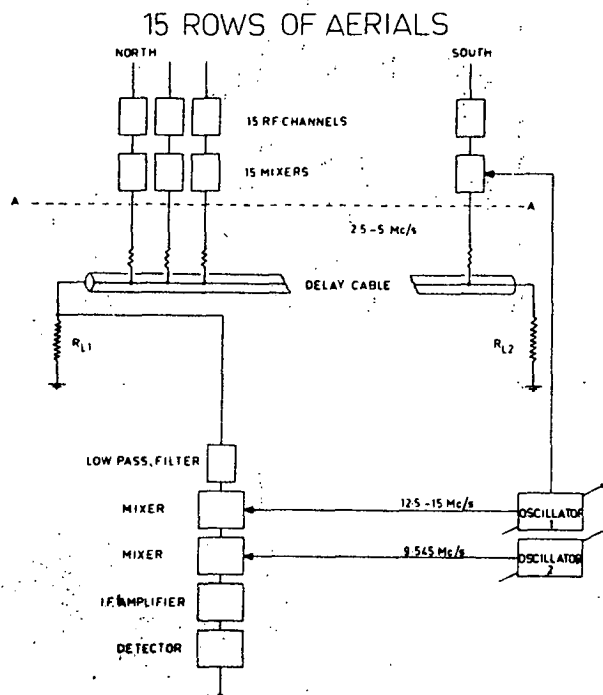 15 ROWS OF AERIALS
NORTH
SOUTH
15 RF CHANNELS
15 MIXERS
A
A
2·5-5 Mc/s
DELAY CABLE
RL1
RL2
LOW PASS, FILTER
MIXER
12·5-15 Mc/s
OSCILLATOR
1
MIXER
9·545 Mc/s
OSCILLATOR
2
I.F. AMPLIFIER
DETECTOR